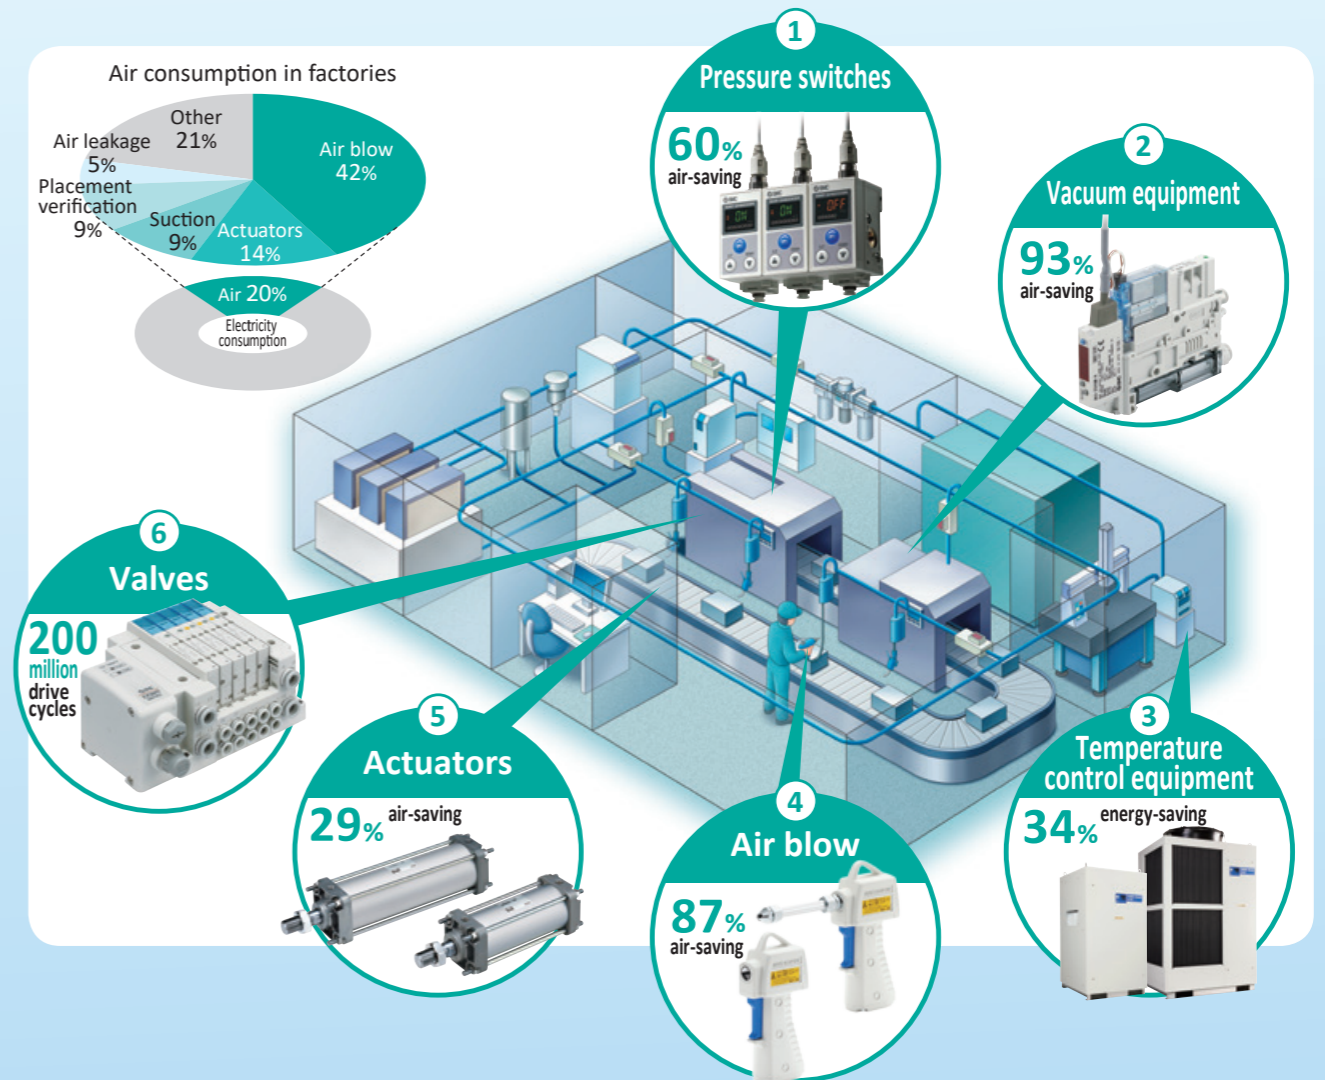 Air consumption in factories
Other
21%
Air blow
42%
Air leakage
5%
Placement
verification
9%
Suction
9%
Actuators
14%
Air 20%
Electricity
consumption
1
Pressure switches
60%
air-saving
ON
ON
OFF
2
Vacuum equipment
93%
air-saving
3
Temperature
control equipment
34%
energy-saving
4
Air blow
87%
air-saving
5
Actuators
29%
air-saving
6
Valves
200
million
drive
cycles